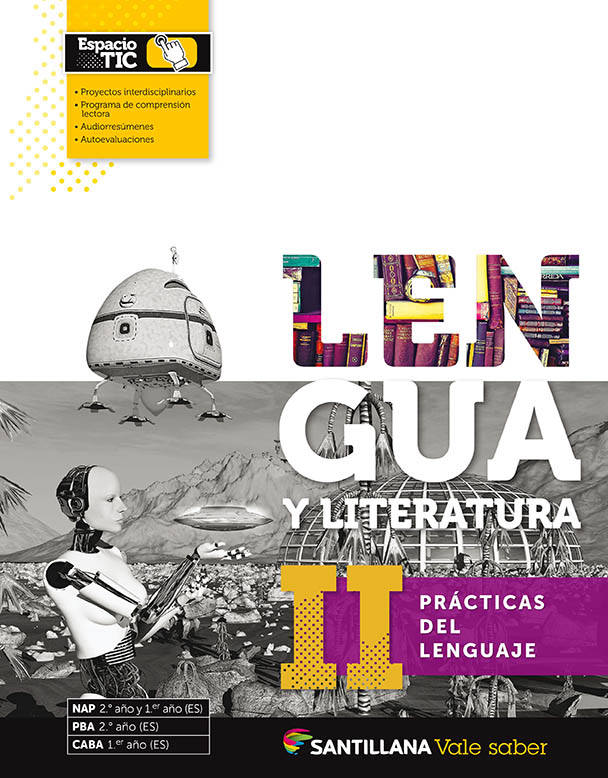 Espacio
TIC
• Proyectos interdisciplinarios
• Programa de comprensión
lectora
• Audiorresúmenes
• Autoevaluaciones
LEN
GUA
Y LITERATURA
II
PRÁCTICAS
DEL
LENGUAJE
NAP 2.º año y 1.er año (ES)
PBA 2.º año (ES)
CABA 1.er año (ES)
SANTILLANA Vale saber